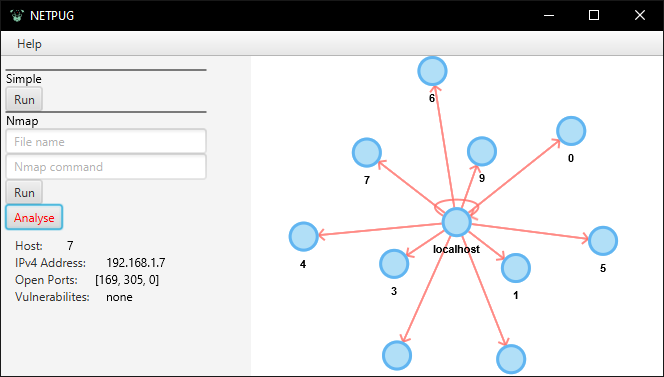 NETPUG
Help
Simple
Run
Nmap
File name
Nmap command
Run
Analyse
Host: 7
IPv4 Address: 192.168.1.7
Open Ports: [169, 305, 0]
Vulnerabilites: none
6
0
7
9
localhost
4
5
3
1